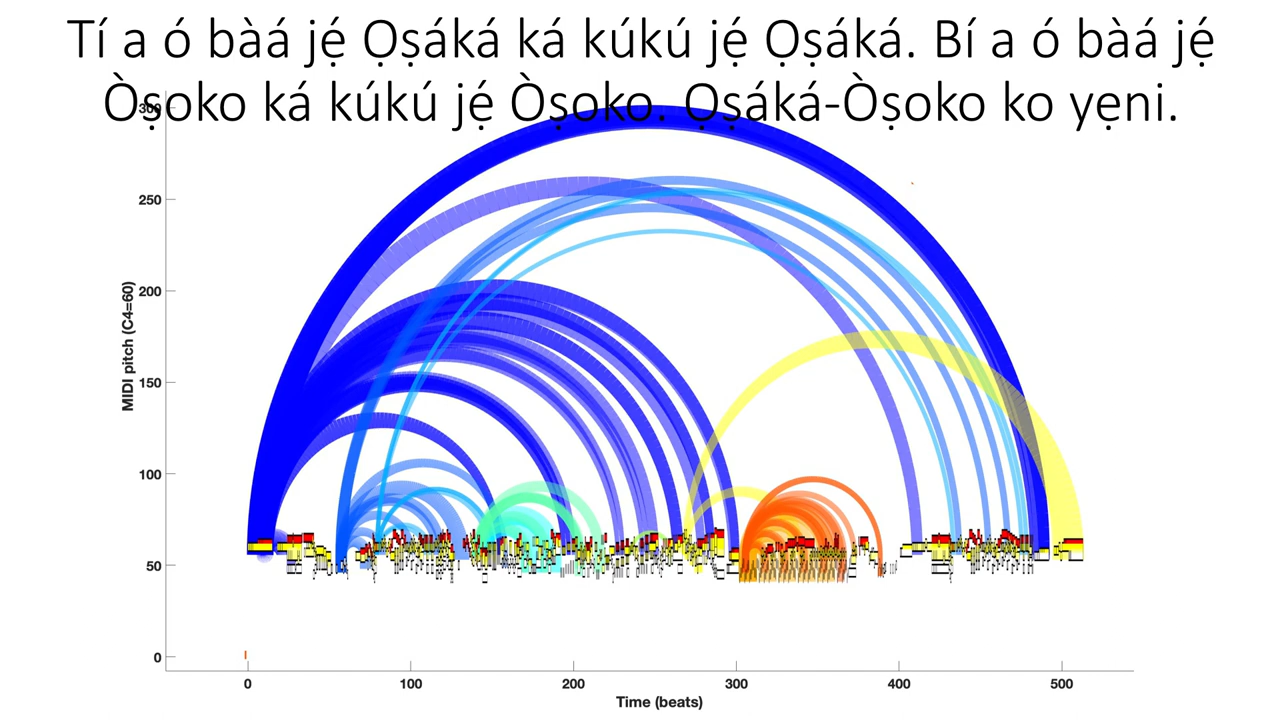 Tí a ó bàá jẹ́ Ọṣáká ká kúkú jẹ́ Ọṣáká. Bí a ó bàá jẹ́
Òṣoko ká kúkú jẹ́ Òṣoko. Ọṣáká-Òṣoko ko yẹni.
300
250
200
150
100
50
0
MIDI pitch (C4=60)
0 100 200 300 400 500
Time (beats)